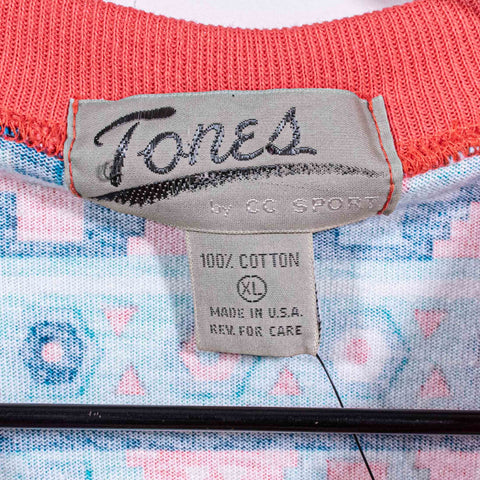 Tones
by CC SPORT
100% COTTON
XL
MADE IN U.S.A.
REV. FOR CARE